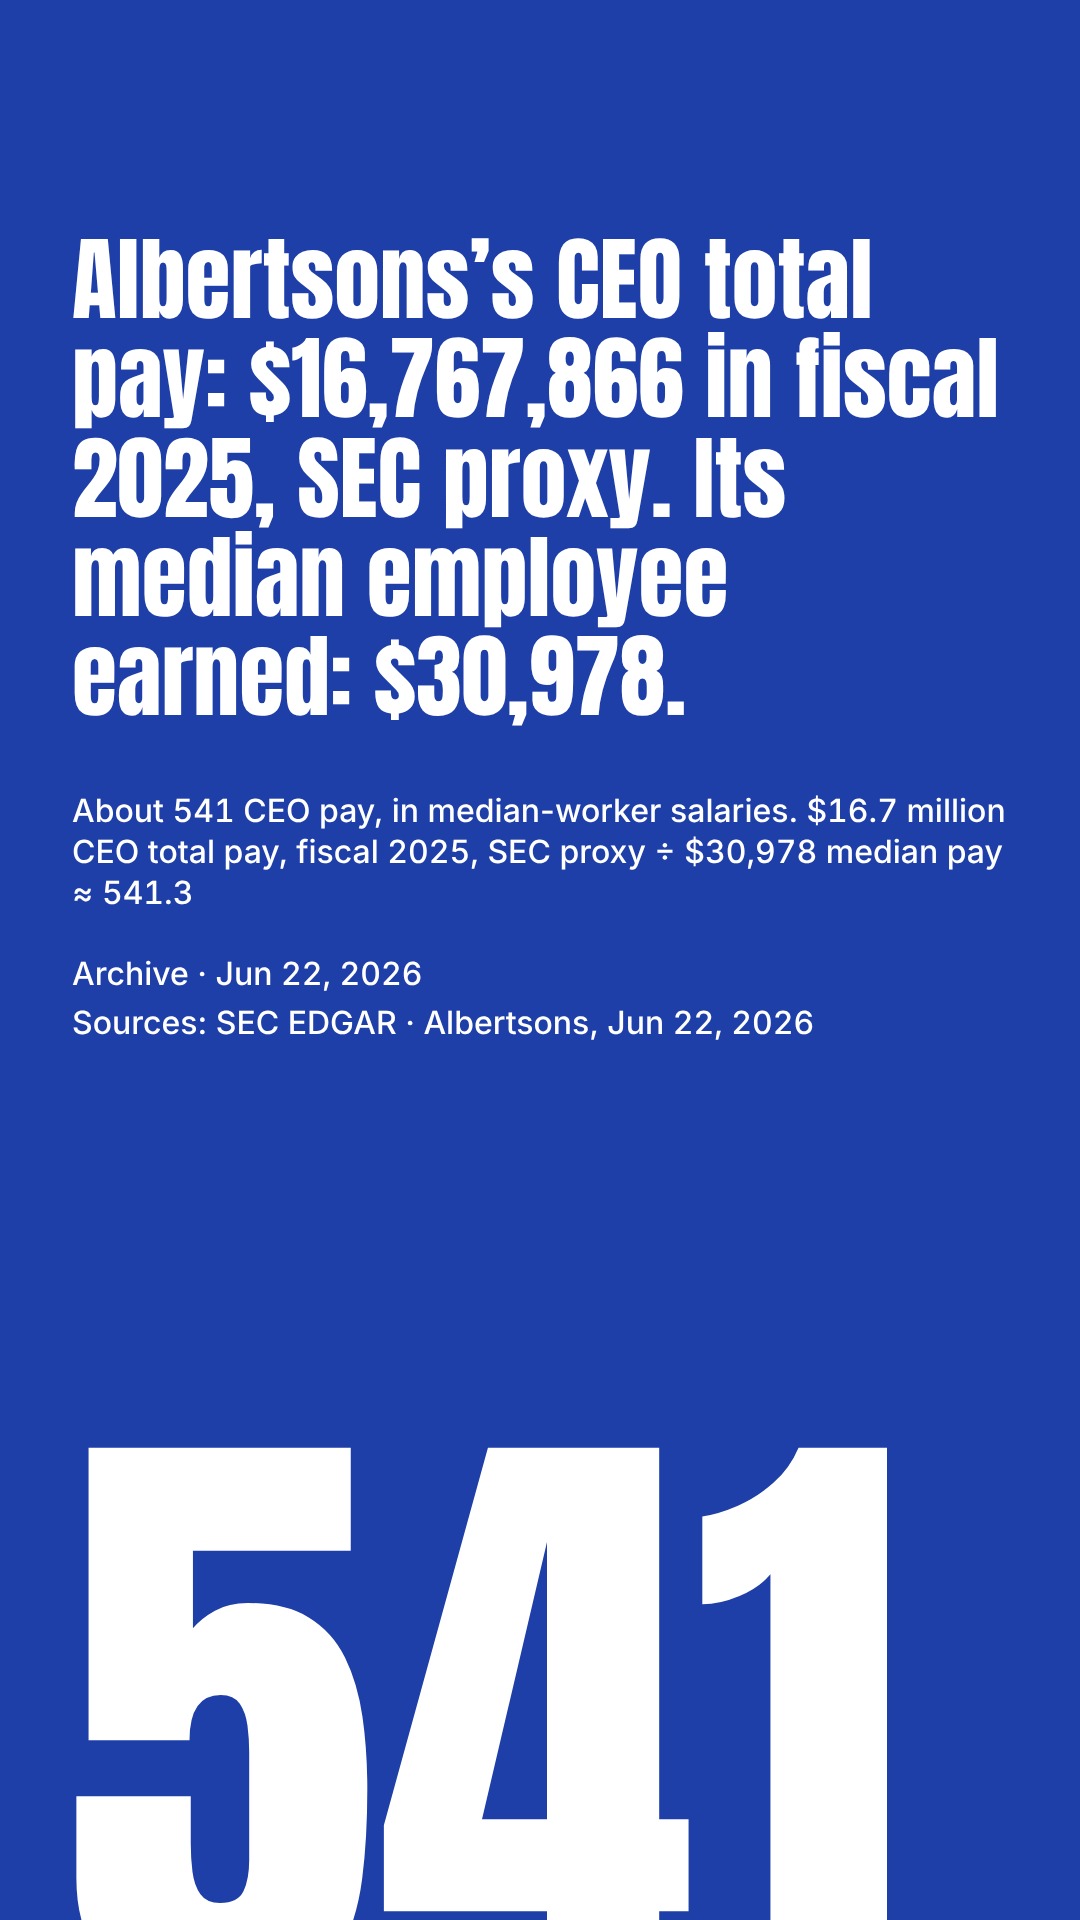 Albertsons’s CEO total
pay: $16,767,866 in fiscal
2025, SEC proxy. Its
median employee
earned: $30,978.
About 541 CEO pay, in median-worker salaries. $16.7 million
CEO total pay, fiscal 2025, SEC proxy ÷ $30,978 median pay
≈ 541.3
Archive · Jun 22, 2026
Sources: SEC EDGAR · Albertsons, Jun 22, 2026
541